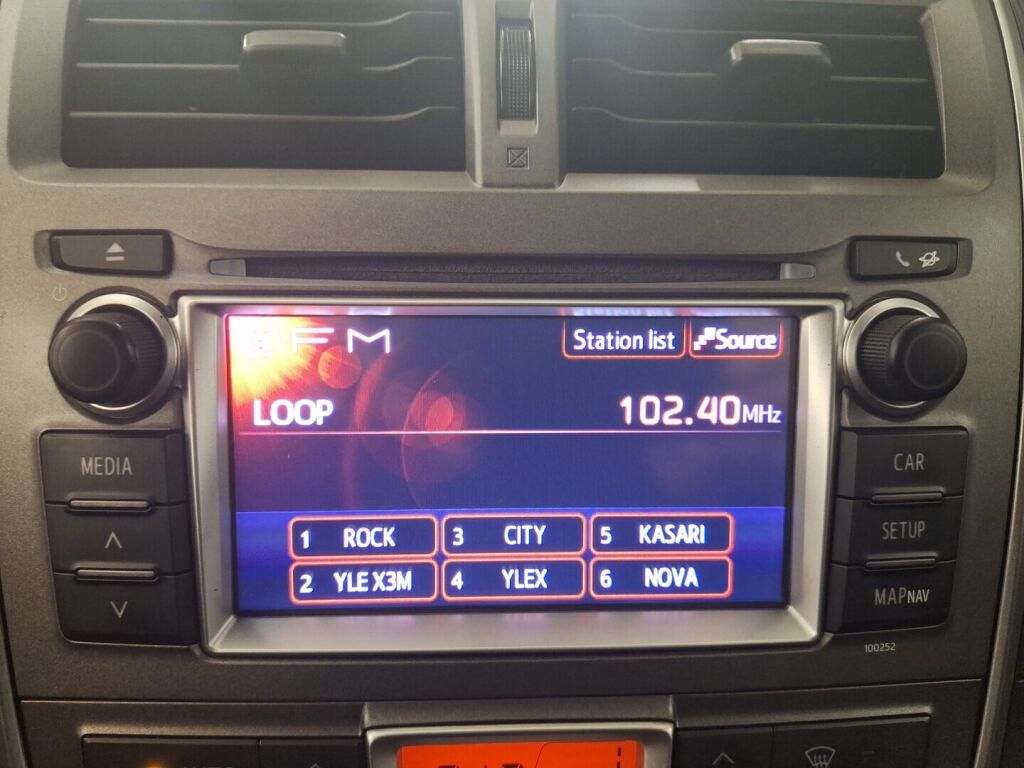 FM
Station list
Source
LOOP
102.40MHz
1 ROCK
3 CITY
5 KASARI
2 YLE X3M
4 YLEX
6 NOVA
MEDIA
CAR
SETUP
MAPNAV
100252